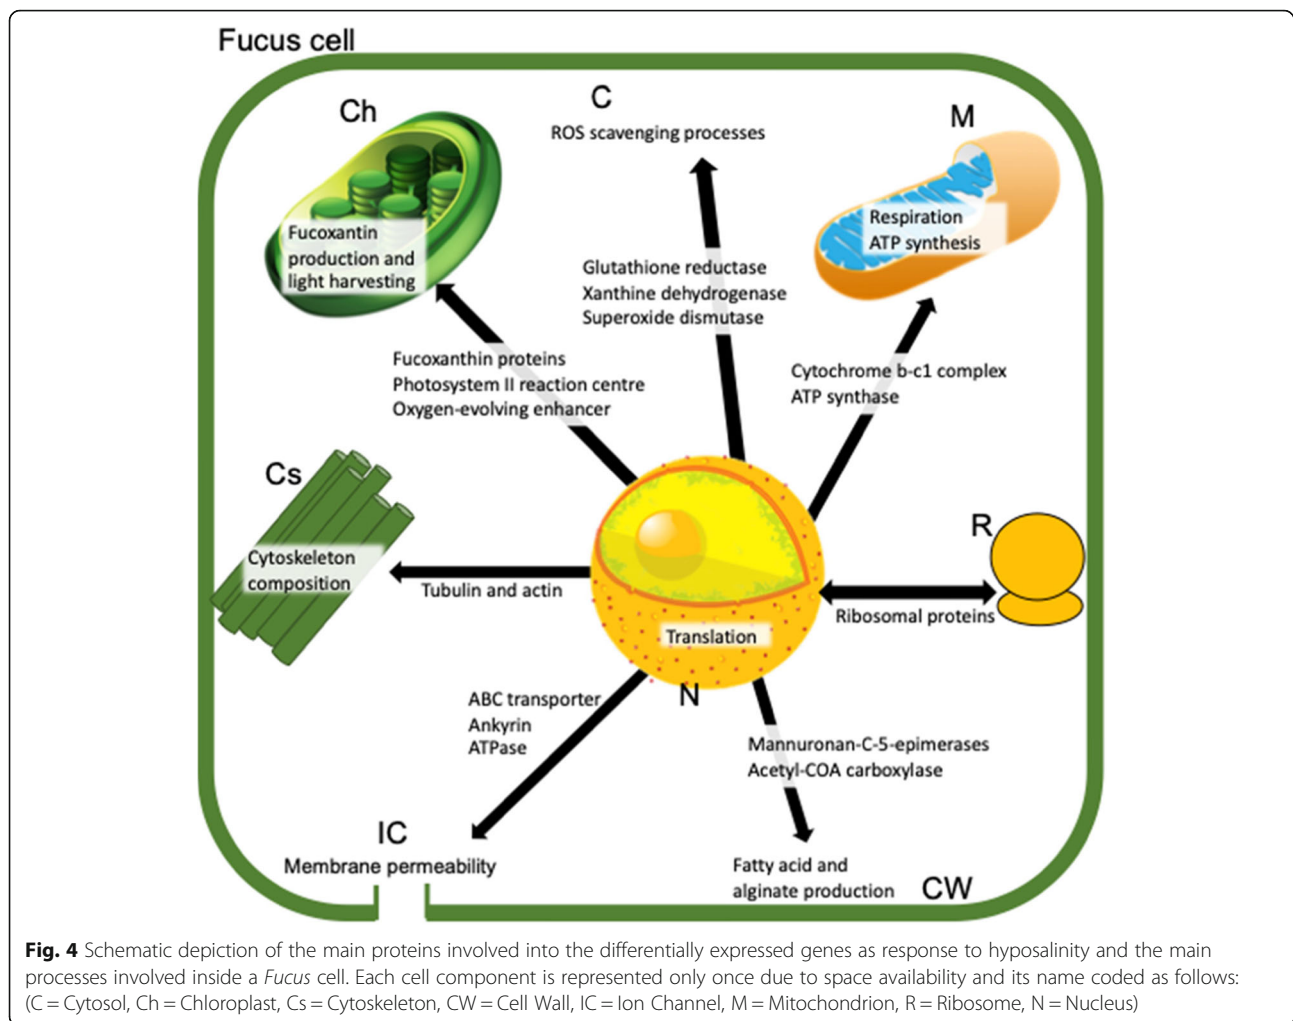 Fucus cell
Ch
C
ROS scavenging processes
M
Fucoxantin
production and
light harvesting
Respiration
ATP synthesis
Glutathione reductase
Xanthine dehydrogenase
Superoxide dismutase
Fucoxanthin proteins
Photosystem II reaction centre
Oxygen-evolving enhancer
Cytochrome b-c1 complex
ATP synthase
Cs
Cytoskeleton
composition
Tubulin and actin
R
Ribosomal proteins
Translation
N
ABC transporter
Ankyrin
ATPase
Mannuronan-C-5-epimerases
Acetyl-COA carboxylase
IC
Membrane permeability
Fatty acid and
alginate production
CW
Fig. 4 Schematic depiction of the main proteins involved into the differentially expressed genes as response to hyposalinity and the main
processes involved inside a Fucus cell. Each cell component is represented only once due to space availability and its name coded as follows:
(C = Cytosol, Ch = Chloroplast, Cs = Cytoskeleton, CW = Cell Wall, IC = Ion Channel, M = Mitochondrion, R = Ribosome, N = Nucleus)